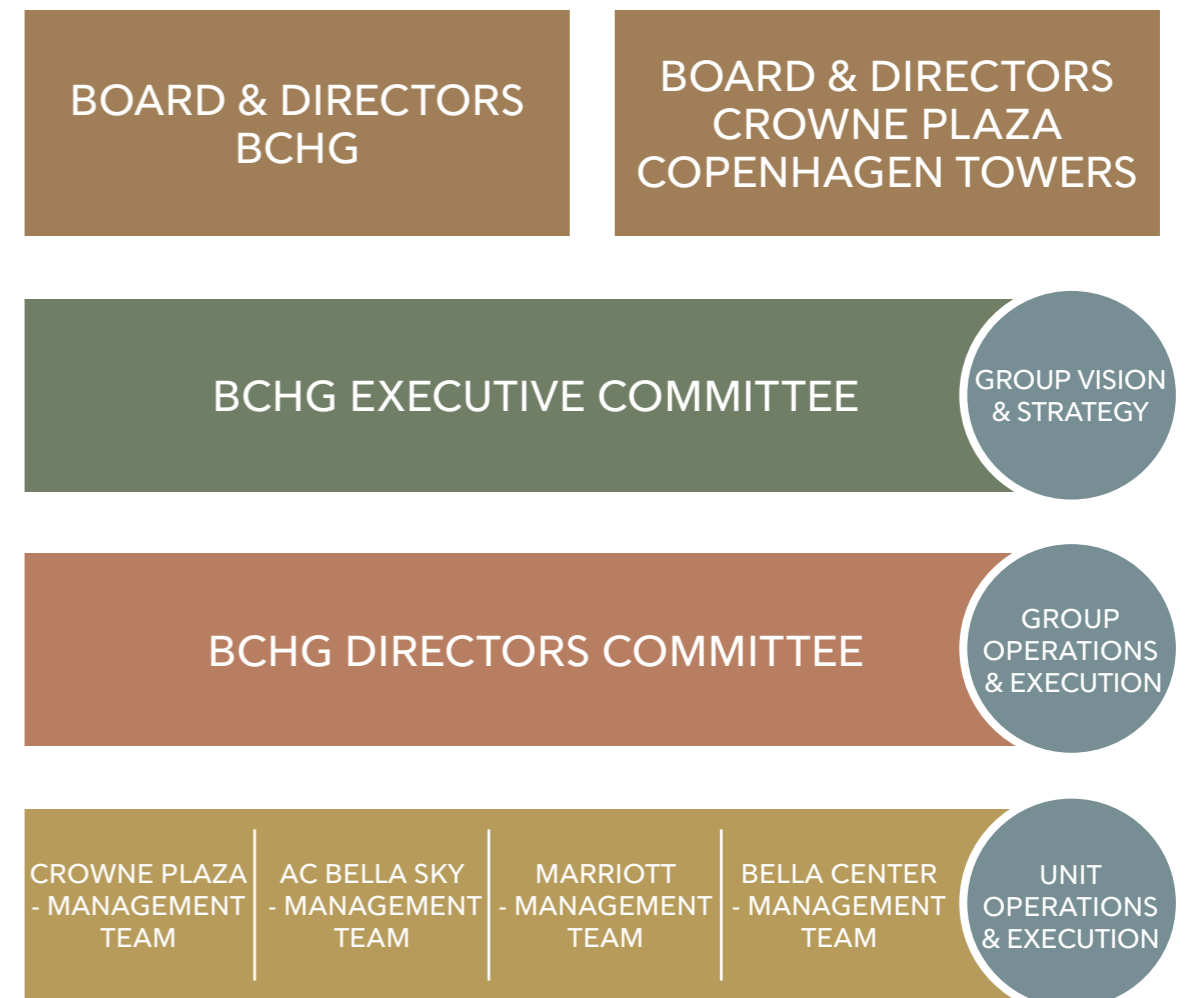 BOARD & DIRECTORS
BCHG
BOARD & DIRECTORS
CROWNE PLAZA
COPENHAGEN TOWERS
BCHG EXECUTIVE COMMITTEE
GROUP VISION
& STRATEGY
BCHG DIRECTORS COMMITTEE
GROUP
OPERATIONS
& EXECUTION
CROWNE PLAZA
- MANAGEMENT
TEAM
AC BELLA SKY
- MANAGEMENT
TEAM
MARRIOTT
- MANAGEMENT
TEAM
BELLA CENTER
- MANAGEMENT
TEAM
UNIT
OPERATIONS
& EXECUTION